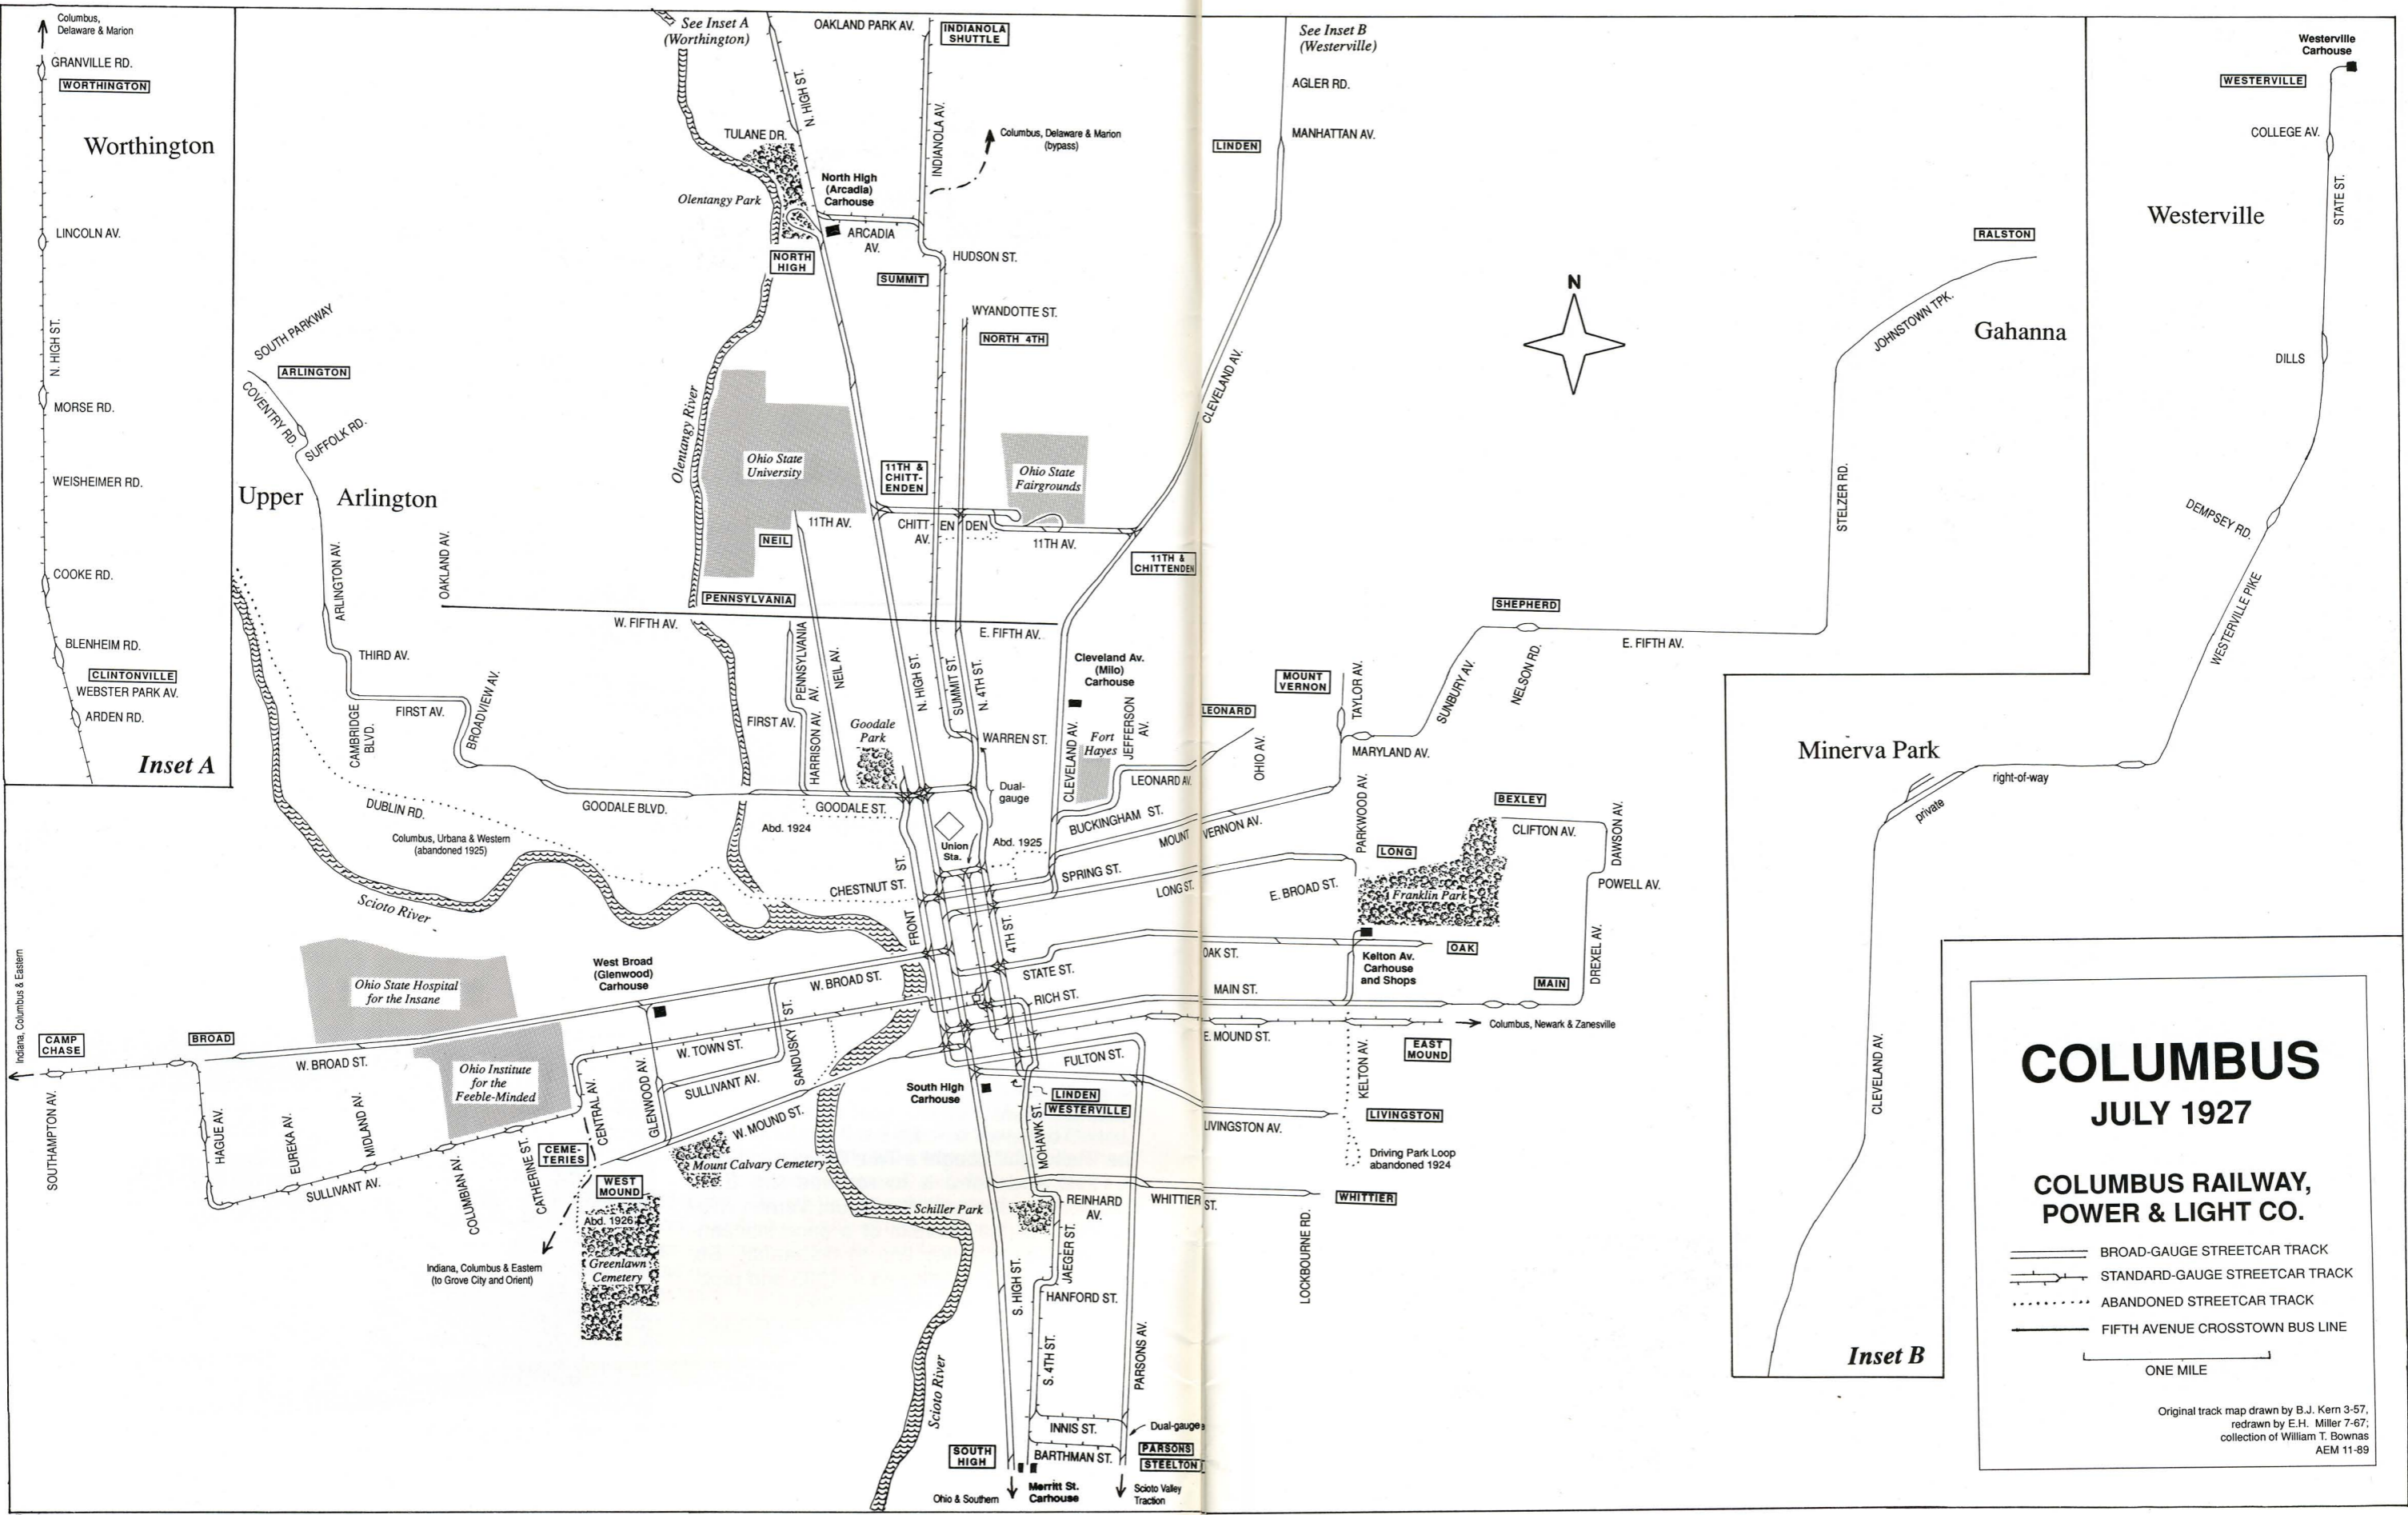 Columbus,
Delaware & Marion
GRANVILLE RD.
WORTHINGTON
Worthington
LINCOLN AV.
N. HIGH ST.
MORSE RD.
WEISHEIMER RD.
COOKE RD.
BLENHEIM RD.
CLINTONVILLE
WEBSTER PARK AV.
ARDEN RD.
Inset A
See Inset A
(Worthington)
OAKLAND PARK AV.
INDIANOLA
SHUTTLE
N. HIGH ST.
INDIANOLA AV.
TULANE DR.
Columbus, Delaware & Marion
(bypass)
North High
(Arcadia)
Carhouse
Olentangy Park
ARCADIA
AV.
NORTH
HIGH
HUDSON ST.
SUMMIT
WYANDOTTE ST.
NORTH 4TH
See Inset B
(Westerville)
AGLER RD.
MANHATTAN AV.
LINDEN
CLEVELAND AV.
N
SOUTH PARKWAY
ARLINGTON
COVENTRY RD.
SUFFOLK RD.
Upper Arlington
ARLINGTON AV.
OAKLAND AV.
Olentangy River
Ohio State
University
11TH &
CHITT-
ENDEN
Ohio State
Fairgrounds
11TH AV.
CHITT EN DEN
AV.
11TH AV.
NEIL
11TH &
CHITTENDEN
PENNSYLVANIA
W. FIFTH AV.
E. FIFTH AV.
THIRD AV.
FIRST AV.
CAMBRIDGE
BLVD.
BROADVIEW AV.
PENNSYLVANIA
AV.
NEIL AV.
N. HIGH ST.
SUMMIT ST.
N. 4TH ST.
FIRST AV.
HARRISON AV.
Goodale
Park
WARREN ST.
Cleveland Av.
(Milo)
Carhouse
CLEVELAND AV.
Fort
Hayes
JEFFERSON
AV.
LEONARD
LEONARD AV.
OHIO AV.
MOUNT
VERNON
TAYLOR AV.
MARYLAND AV.
SUNBURY AV.
NELSON RD.
SHEPHERD
E. FIFTH AV.
STELZER RD.
JOHNSTOWN TPK.
RALSTON
Gahanna
GOODALE BLVD.
GOODALE ST.
Abd. 1924
Dual-
gauge
DUBLIN RD.
Columbus, Urbana & Western
(abandoned 1925)
Union
Sta.
Abd. 1925
BUCKINGHAM ST.
MOUNT VERNON AV.
SPRING ST.
LONG ST.
CHESTNUT ST.
FRONT ST.
4TH ST.
Scioto River
E. BROAD ST.
PARKWOOD AV.
LONG
BEXLEY
CLIFTON AV.
DAWSON AV.
POWELL AV.
DREXEL AV.
Franklin Park
OAK ST.
OAK
Kelton Av.
Carhouse
and Shops
MAIN
MAIN ST.
STATE ST.
RICH ST.
Columbus, Newark & Zanesville
E. MOUND ST.
EAST
MOUND
FULTON ST.
KELTON AV.
LIVINGSTON
LIVINGSTON AV.
Driving Park Loop
abandoned 1924
WHITTIER ST.
WHITTIER
LOCKBOURNE RD.
Ohio State Hospital
for the Insane
West Broad
(Glenwood)
Carhouse
W. BROAD ST.
Indiana, Columbus & Eastern
CAMP
CHASE
BROAD
W. BROAD ST.
Ohio Institute
for the
Feeble-Minded
W. TOWN ST.
SANDUSKY ST.
SULLIVANT AV.
CENTRAL AV.
GLENWOOD AV.
W. MOUND ST.
SOUTHAMPTON AV.
HAGUE AV.
EUREKA AV.
MIDLAND AV.
SULLIVANT AV.
COLUMBIAN AV.
CATHERINE ST.
CEME-
TERIES
WEST
MOUND
Mount Calvary Cemetery
Abd. 1926
Greenlawn
Cemetery
Indiana, Columbus & Eastern
(to Grove City and Orient)
South High
Carhouse
LINDEN
WESTERVILLE
MOHAWK ST.
Schiller Park
REINHARD
AV.
JAEGER ST.
S. HIGH ST.
HANFORD ST.
S. 4TH ST.
PARSONS AV.
Scioto River
INNIS ST.
Dual-gauge
BARTHMAN ST.
SOUTH
HIGH
PARSONS
STEELTON
Ohio & Southern
Merritt St.
Carhouse
Scioto Valley
Traction
Westerville
Carhouse
WESTERVILLE
COLLEGE AV.
STATE ST.
Westerville
DILLS
DEMPSEY RD.
WESTERVILLE PIKE
Minerva Park
right-of-way
private
CLEVELAND AV.
Inset B
COLUMBUS
JULY 1927
COLUMBUS RAILWAY,
POWER & LIGHT CO.
BROAD-GAUGE STREETCAR TRACK
STANDARD-GAUGE STREETCAR TRACK
ABANDONED STREETCAR TRACK
FIFTH AVENUE CROSSTOWN BUS LINE
ONE MILE
Original track map drawn by B.J. Kern 3-57,
redrawn by E.H. Miller 7-67;
collection of William T. Bownas
AEM 11-89